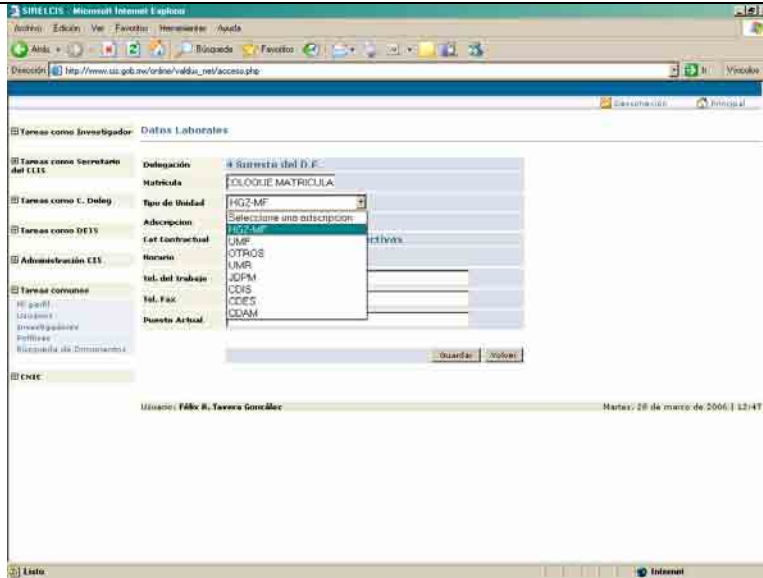 SIRELCIS - Microsoft Internet Explorer
Archivo Edición Ver Favoritos Herramientas Ayuda
Atrás Búsqueda Favoritos
Dirección http://www.cis.gob.mx/online/valdus_net/access.php Ir Vínculos
Desconexión Principal
Tareas como Investigador Datos Laborales
Tareas como Secretario del CLIS
Delegación 4 Sureste del D.F.
Matrícula COLOQUE MATRICULA
Tareas como C. Deleg Tipo de Unidad HGZ-MF
Adscripcion Seleccione una adscripcion
HGZ-MF
Tareas como DEIS
Cat Contractual UMF ctivas
Administración CIS Horario OTROS
UMR
Tel. del trabajo JDPM
Tareas comunes CDIS
Mi perfil Tel. Fax CDES
Usuarios
Investigadores Puesto Actual CDAM
Políticas
Búsqueda de Documentos
Guardar Volver
CNIC
Usuario: Félix R. Tavera González Martes, 28 de marzo de 2006 | 12:47
Listo Internet